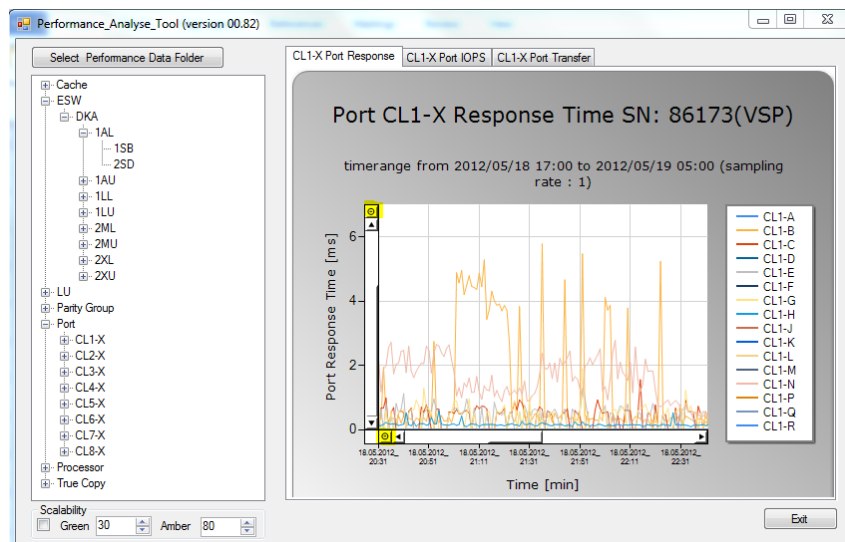 Performance_Analyse_Tool (version 00.82)
Select Performance Data Folder
Cache
ESW
DKA
1AL
1SB
2SD
1AU
1LL
1LU
2ML
2MU
2XL
2XU
LU
Parity Group
Port
CL1-X
CL2-X
CL3-X
CL4-X
CL5-X
CL6-X
CL7-X
CL8-X
Processor
True Copy
Scalability
Green 30 Amber 80
CL1-X Port Response CL1-X Port IOPS CL1-X Port Transfer
Port CL1-X Response Time SN: 86173(VSP)
timerange from 2012/05/18 17:00 to 2012/05/19 05:00 (sampling
rate : 1)
Port Response Time [ms]
6
4
2
0
18.05.2012_ 18.05.2012_ 18.05.2012_ 18.05.2012_ 18.05.2012_ 18.05.2012_ 18.05.2012_
20:31 20:51 21:11 21:31 21:51 22:11 22:31
Time [min]
CL1-A
CL1-B
CL1-C
CL1-D
CL1-E
CL1-F
CL1-G
CL1-H
CL1-J
CL1-K
CL1-L
CL1-M
CL1-N
CL1-P
CL1-Q
CL1-R
Exit